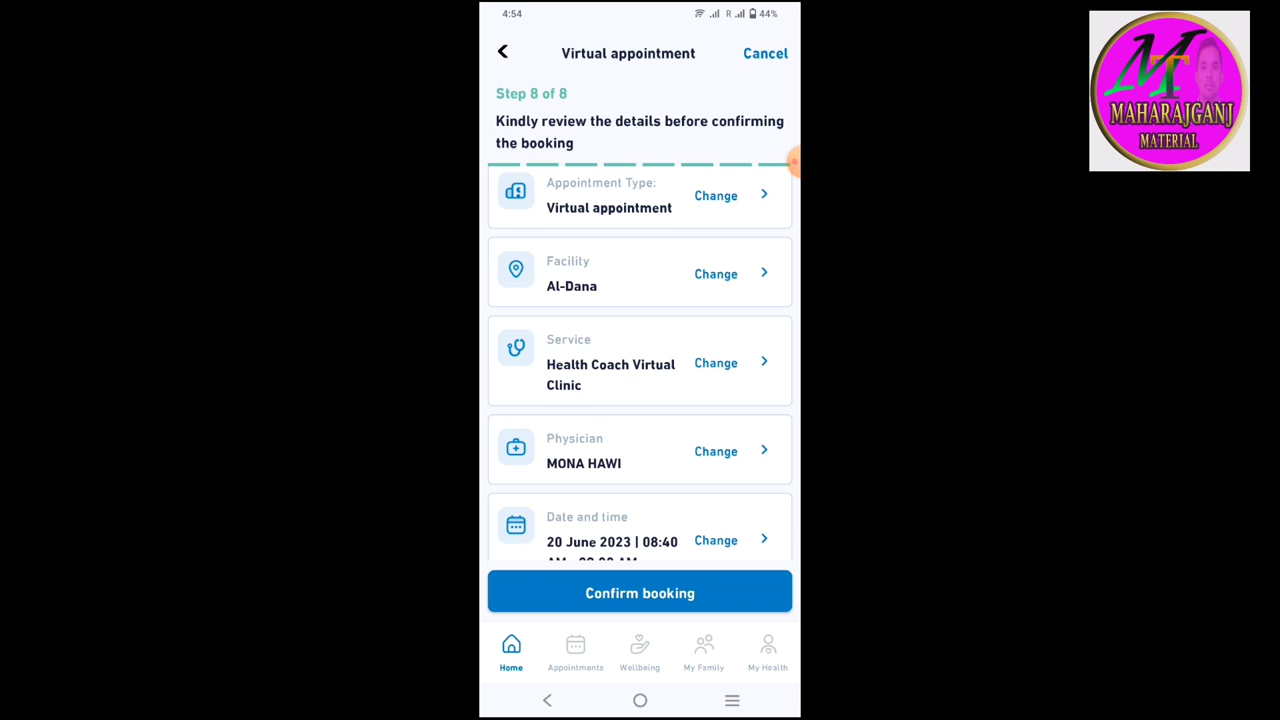 4:54
R
44%
Virtual appointment
Cancel
Step 8 of 8
Kindly review the details before confirming
the booking
Appointment Type:
Virtual appointment
Change
Facility
Al-Dana
Change
Service
Health Coach Virtual
Clinic
Change
Physician
MONA HAWI
Change
Date and time
20 June 2023 | 08:40
Change
Confirm booking
Home
Appointments
Wellbeing
My Family
My Health
MT
MAHARAJGANJ
MATERIAL